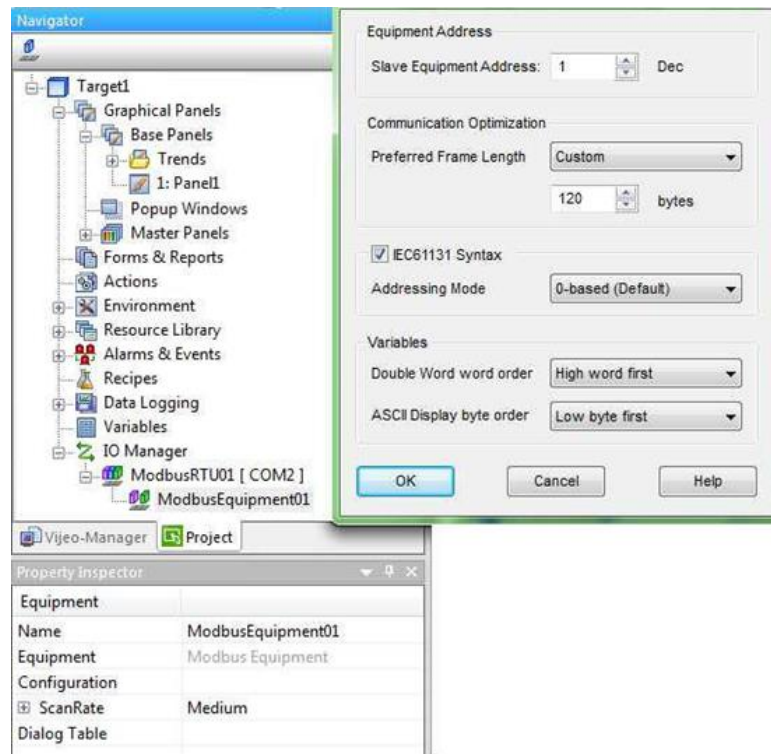 Navigator
Target1
Graphical Panels
Base Panels
Trends
1: Panel1
Popup Windows
Master Panels
Forms & Reports
Actions
Environment
Resource Library
Alarms & Events
Recipes
Data Logging
Variables
IO Manager
ModbusRTU01 [ COM2 ]
ModbusEquipment01
Vijeo-Manager Project
Property Inspector
Equipment
Name ModbusEquipment01
Equipment Modbus Equipment
Configuration
ScanRate Medium
Dialog Table
Equipment Address
Slave Equipment Address: 1 Dec
Communication Optimization
Preferred Frame Length Custom
120 bytes
IEC61131 Syntax
Addressing Mode 0-based (Default)
Variables
Double Word word order High word first
ASCII Display byte order Low byte first
OK Cancel Help